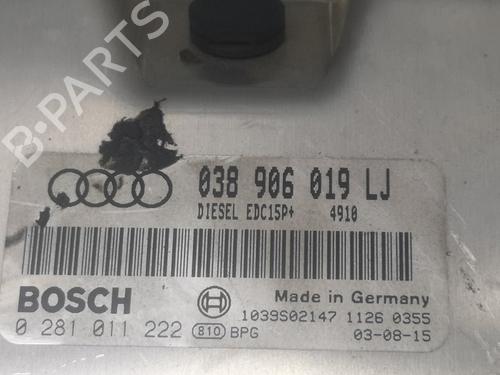 B-PARTS
038 906 019 LJ
DIESEL EDC15P+ 4910
BOSCH
Made in Germany
0 281 011 222 810 BPG
1039S02147 1126 0355
03-08-15